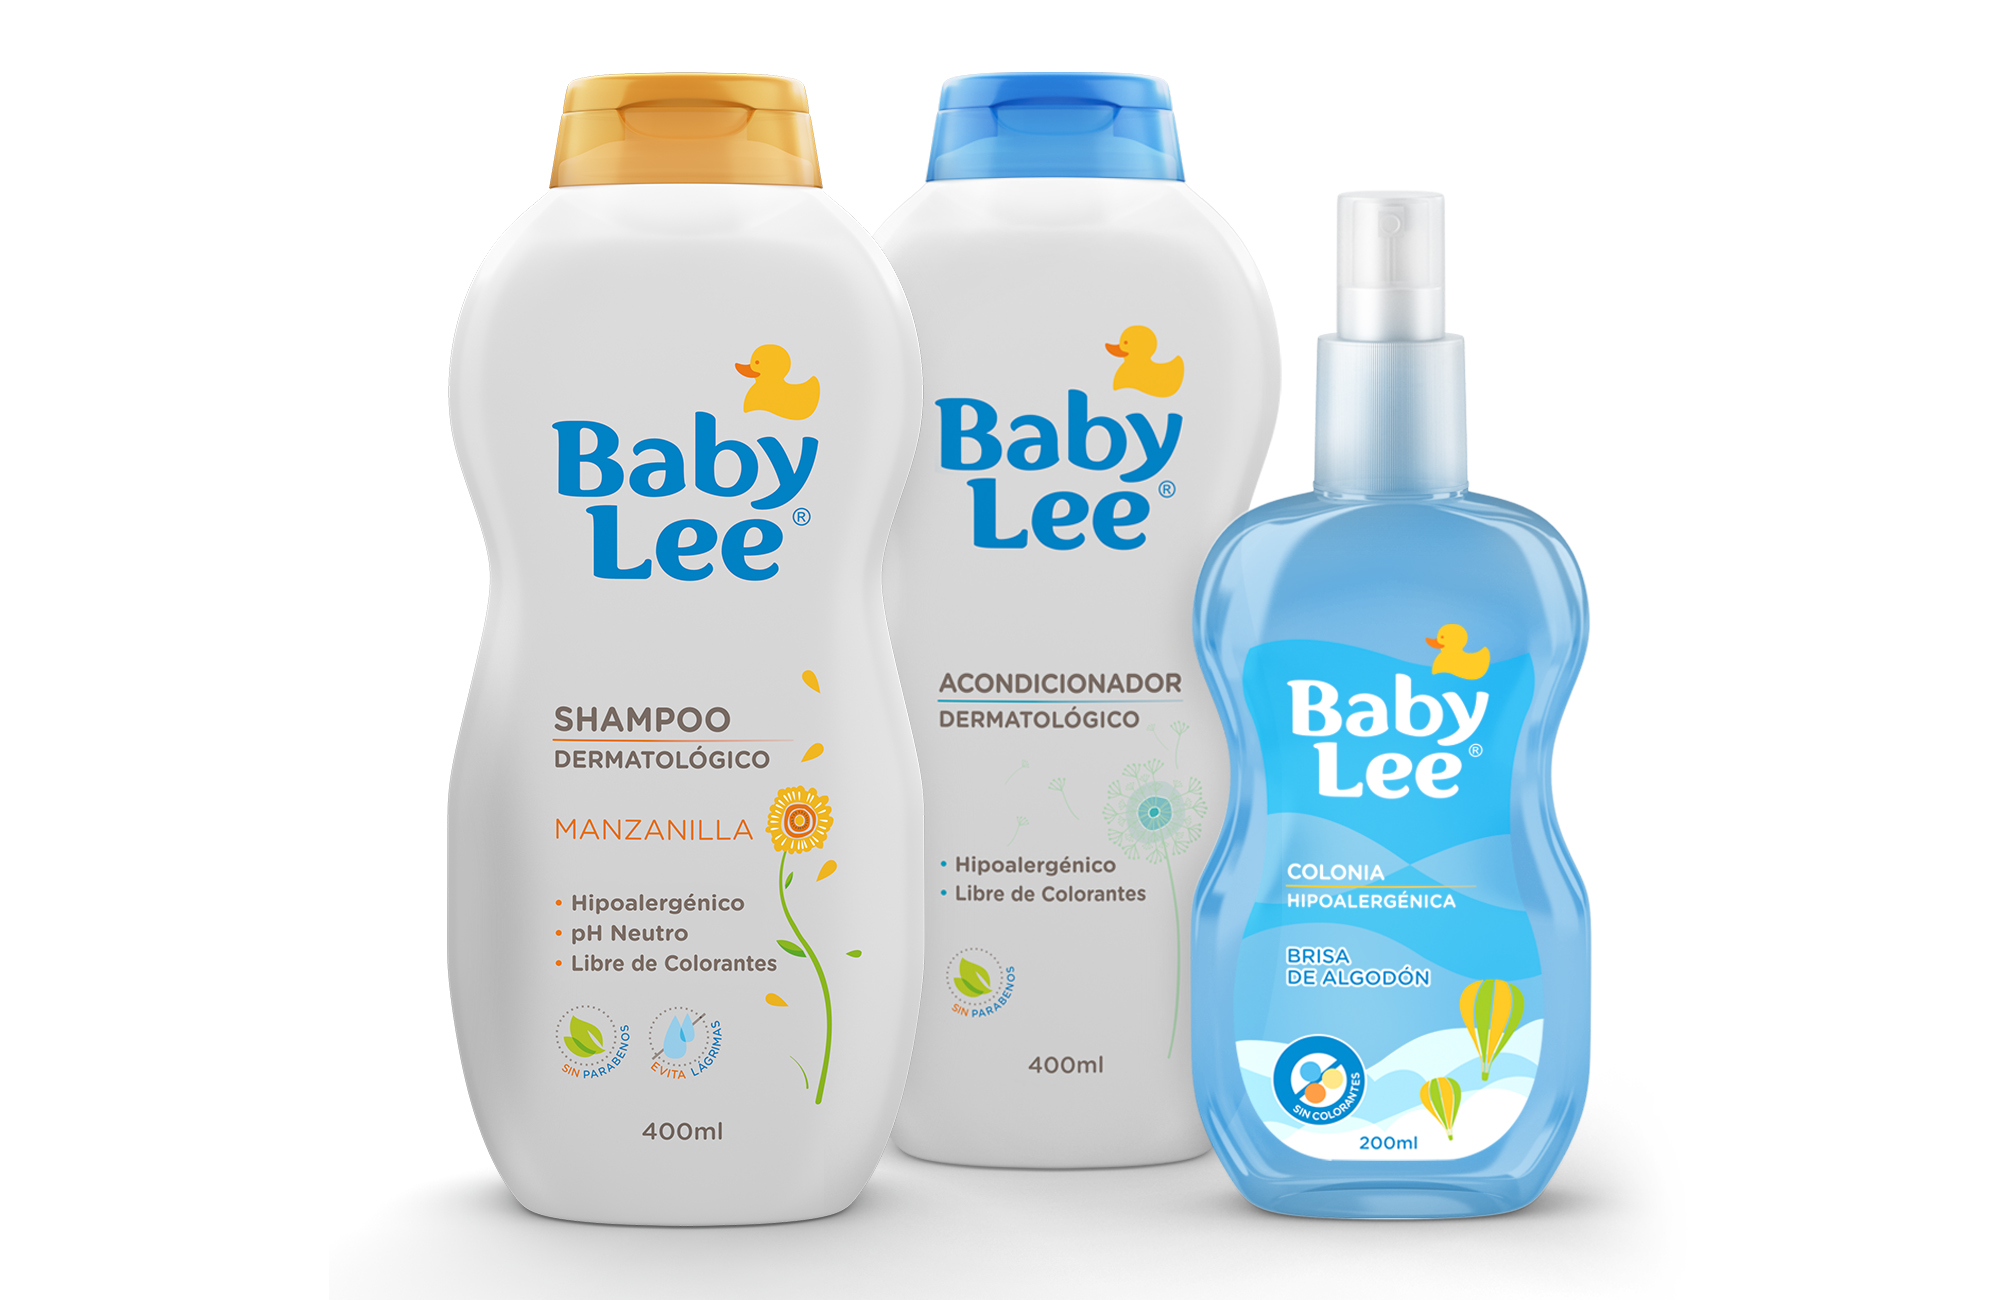 Baby
Lee®
SHAMPOO
DERMATOLÓGICO
MANZANILLA
• Hipoalergénico
• pH Neutro
• Libre de Colorantes
SIN PARABENOS
EVITA LÁGRIMAS
400ml
Baby
Lee®
ACONDICIONADOR
DERMATOLÓGICO
• Hipoalergénico
• Libre de Colorantes
SIN PARABENOS
400ml
Baby
Lee®
COLONIA
HIPOALERGÉNICA
BRISA
DE ALGODÓN
SIN COLORANTES
200ml